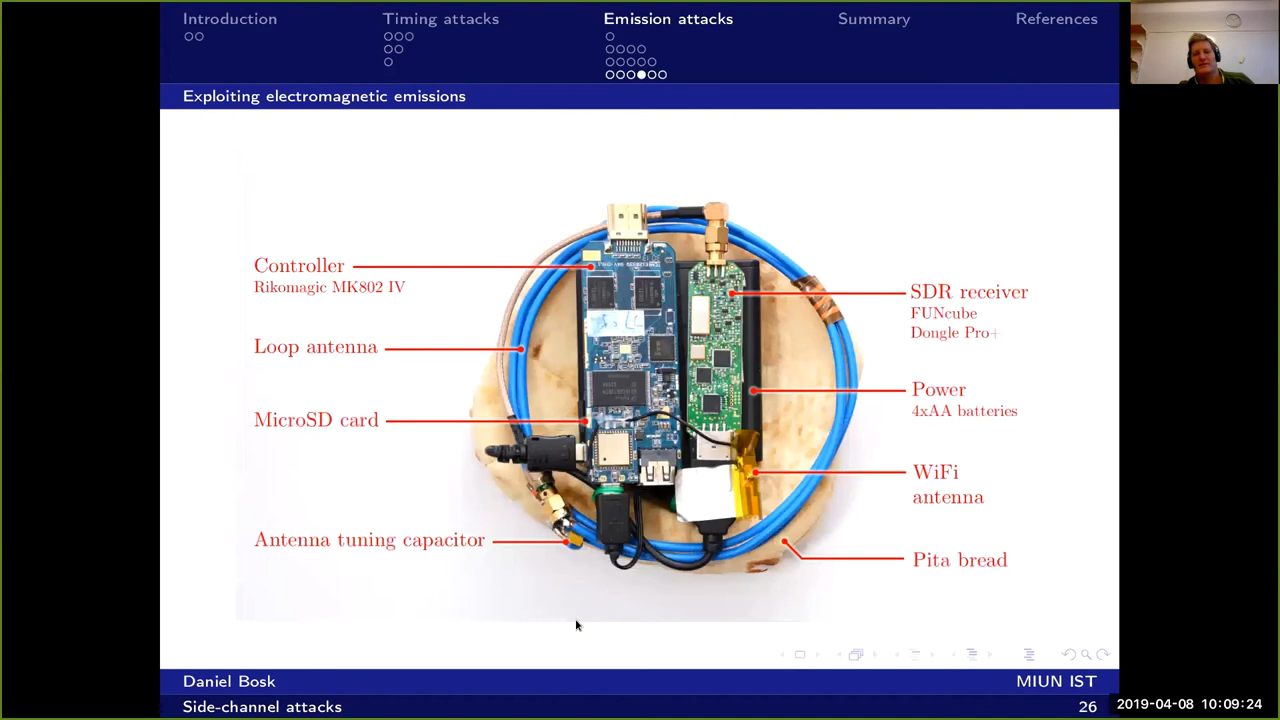 Introduction
Timing attacks
Emission attacks
Summary
References
Exploiting electromagnetic emissions
Controller
Rikomagic MK802 IV
Loop antenna
MicroSD card
Antenna tuning capacitor
SDR receiver
FUNcube
Dongle Pro+
Power
4xAA batteries
WiFi
antenna
Pita bread
Daniel Bosk
MIUN IST
Side-channel attacks
26
2019-04-08 10:09:24